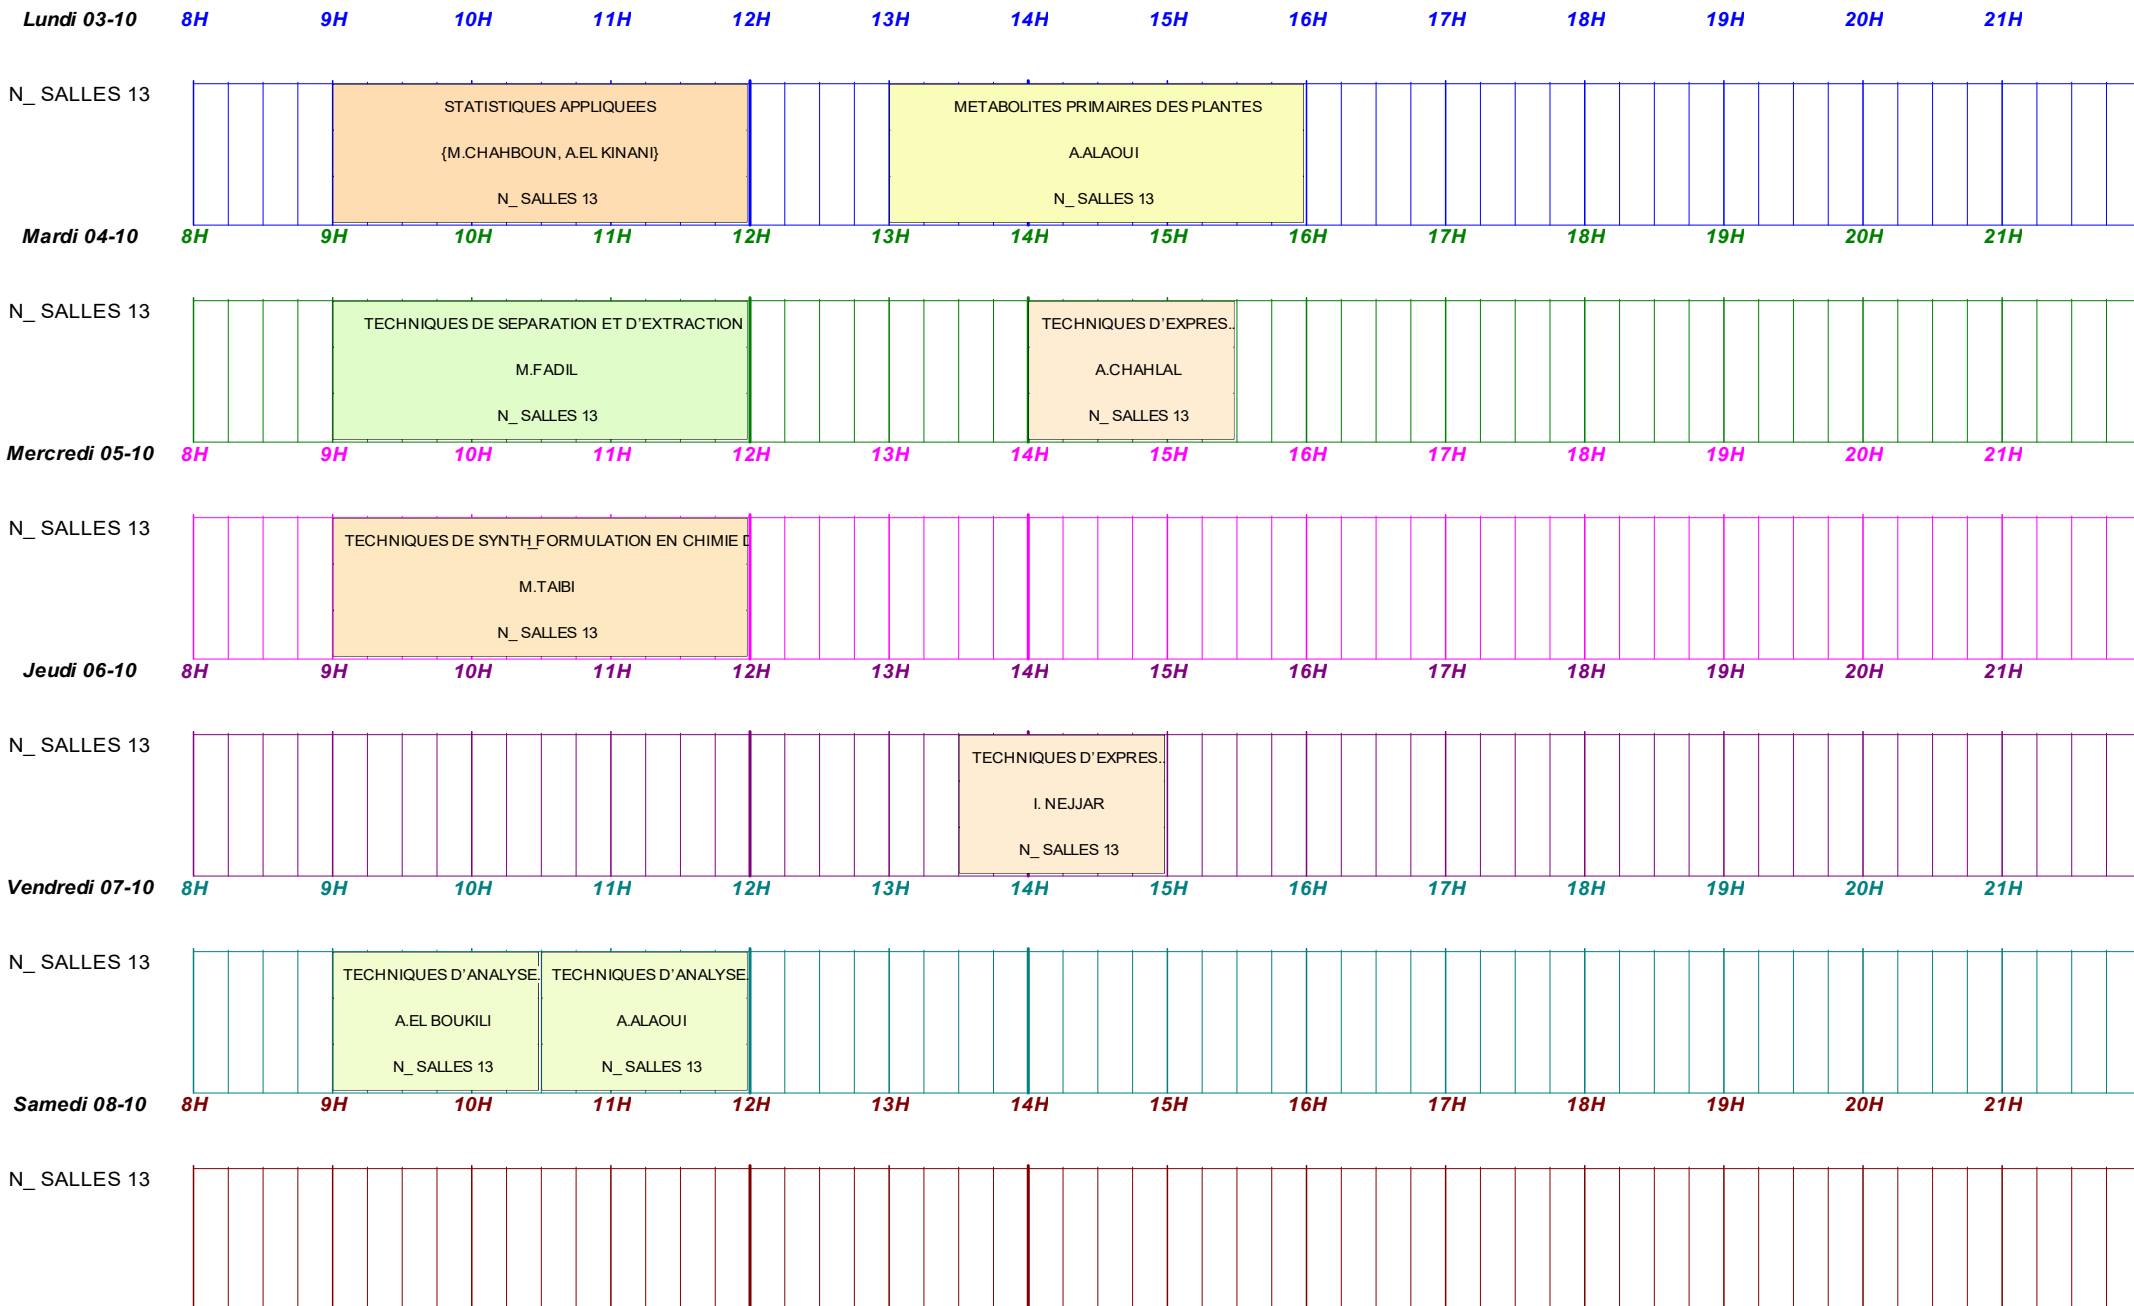 Lundi 03-10 8H 9H 10H 11H 12H 13H 14H 15H 16H 17H 18H 19H 20H 21H
N_ SALLES 13
STATISTIQUES APPLIQUEES
{M.CHAHBOUN, A.EL KINANI}
N_ SALLES 13
METABOLITES PRIMAIRES DES PLANTES
A.ALAOUI
N_ SALLES 13
Mardi 04-10 8H 9H 10H 11H 12H 13H 14H 15H 16H 17H 18H 19H 20H 21H
N_ SALLES 13
TECHNIQUES DE SEPARATION ET D'EXTRACTION
M.FADIL
N_ SALLES 13
TECHNIQUES D'EXPRES..
A.CHAHLAL
N_ SALLES 13
Mercredi 05-10 8H 9H 10H 11H 12H 13H 14H 15H 16H 17H 18H 19H 20H 21H
N_ SALLES 13
TECHNIQUES DE SYNTH_FORMULATION EN CHIMIE D
M.TAIBI
N_ SALLES 13
Jeudi 06-10 8H 9H 10H 11H 12H 13H 14H 15H 16H 17H 18H 19H 20H 21H
N_ SALLES 13
TECHNIQUES D'EXPRES..
I. NEJJAR
N_ SALLES 13
Vendredi 07-10 8H 9H 10H 11H 12H 13H 14H 15H 16H 17H 18H 19H 20H 21H
N_ SALLES 13
TECHNIQUES D'ANALYSE.
A.EL BOUKILI
N_ SALLES 13
TECHNIQUES D'ANALYSE.
A.ALAOUI
N_ SALLES 13
Samedi 08-10 8H 9H 10H 11H 12H 13H 14H 15H 16H 17H 18H 19H 20H 21H
N_ SALLES 13